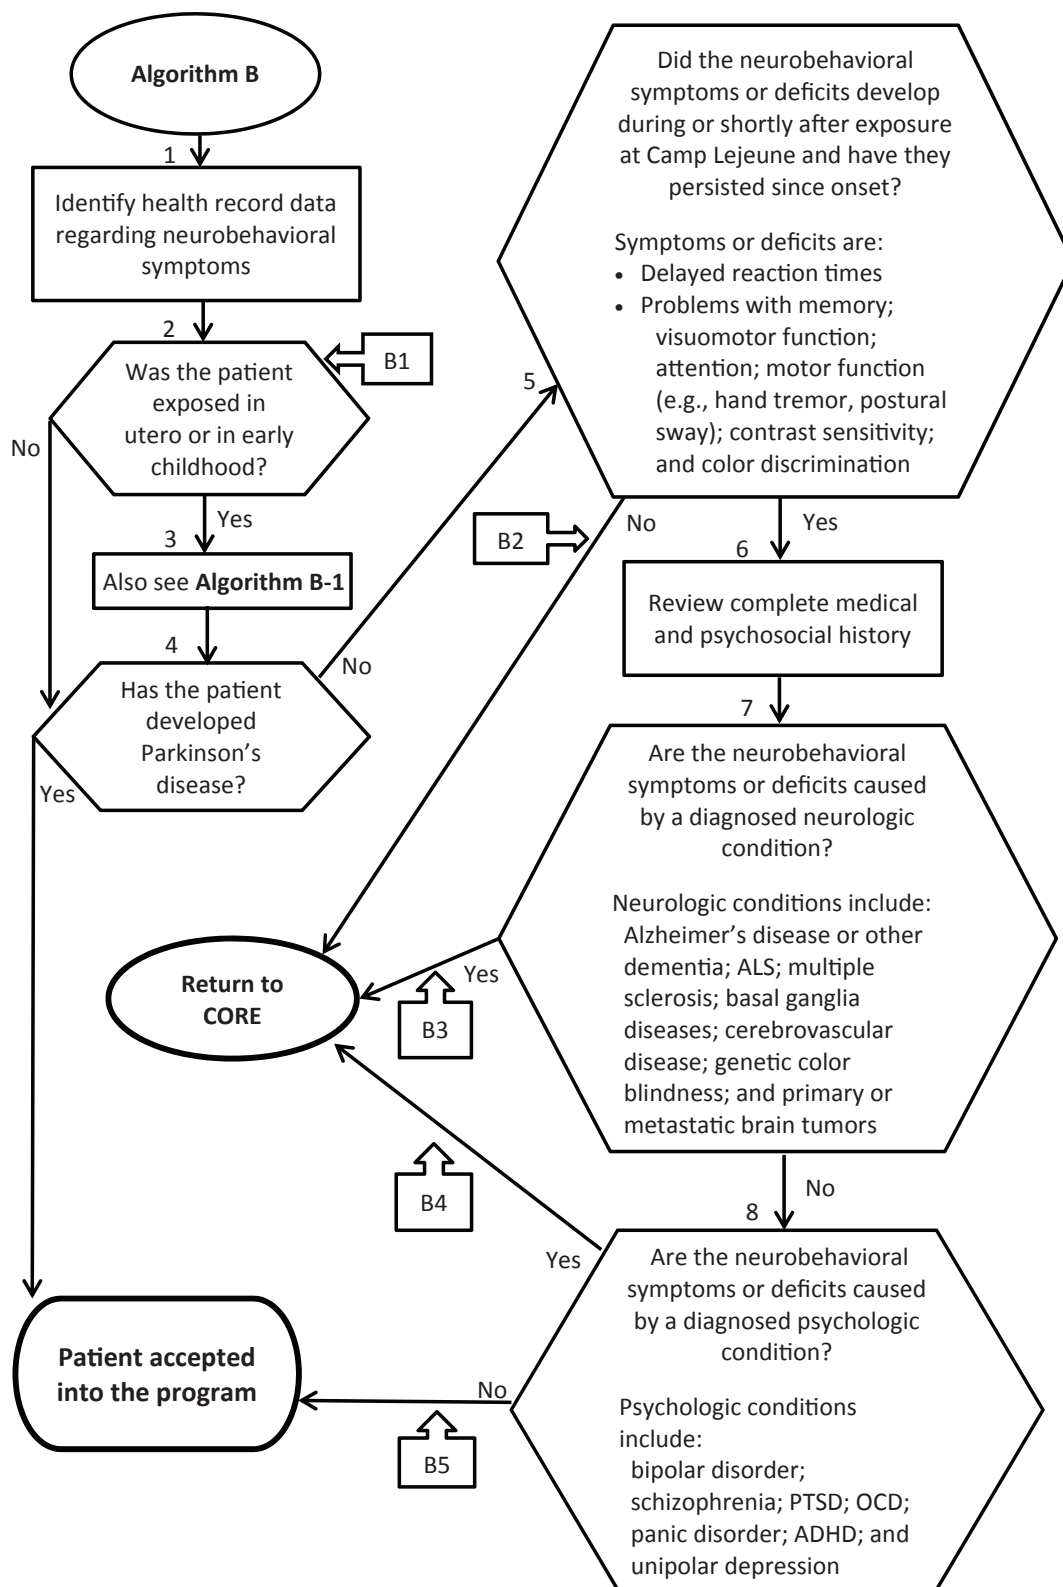 Algorithm B
1
Identify health record data
regarding neurobehavioral
symptoms
2
Was the patient
exposed in
utero or in early
childhood?
B1
No
Yes
3
Also see Algorithm B-1
4
Has the patient
developed
Parkinson's
disease?
No
Yes
5
Did the neurobehavioral
symptoms or deficits develop
during or shortly after exposure
at Camp Lejeune and have they
persisted since onset?
Symptoms or deficits are:
• Delayed reaction times
• Problems with memory;
visuomotor function;
attention; motor function
(e.g., hand tremor, postural
sway); contrast sensitivity;
and color discrimination
B2
No
Yes
6
Review complete medical
and psychosocial history
7
Are the neurobehavioral
symptoms or deficits caused
by a diagnosed neurologic
condition?
Neurologic conditions include:
Alzheimer's disease or other
dementia; ALS; multiple
sclerosis; basal ganglia
diseases; cerebrovascular
disease; genetic color
blindness; and primary or
metastatic brain tumors
Yes
B3
Return to
CORE
No
8
Are the neurobehavioral
symptoms or deficits caused
by a diagnosed psychologic
condition?
Psychologic conditions
include:
bipolar disorder;
schizophrenia; PTSD; OCD;
panic disorder; ADHD; and
unipolar depression
Yes
B4
No
B5
Patient accepted
into the program